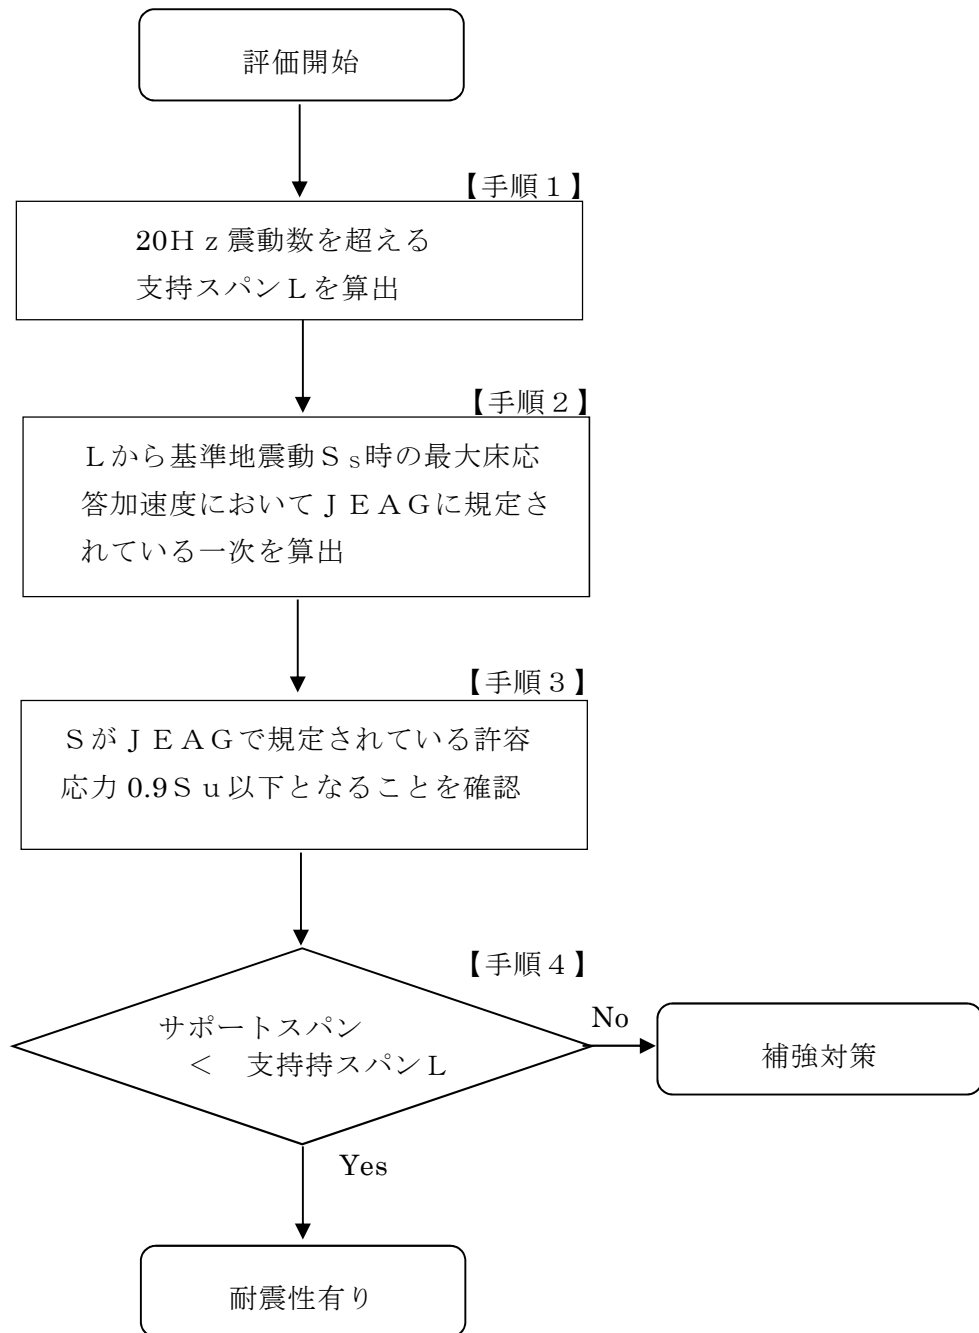 評価開始
【手順１】
20Ｈｚ震動数を超える
支持スパンＬを算出
【手順２】
Ｌから基準地震動Ｓs時の最大床応
答加速度においてＪＥＡＧに規定さ
れている一次を算出
【手順３】
ＳがＪＥＡＧで規定されている許容
応力 0.9Ｓｕ以下となることを確認
【手順４】
サポートスパン
＜　支持持スパンＬ
No
補強対策
Yes
耐震性有り